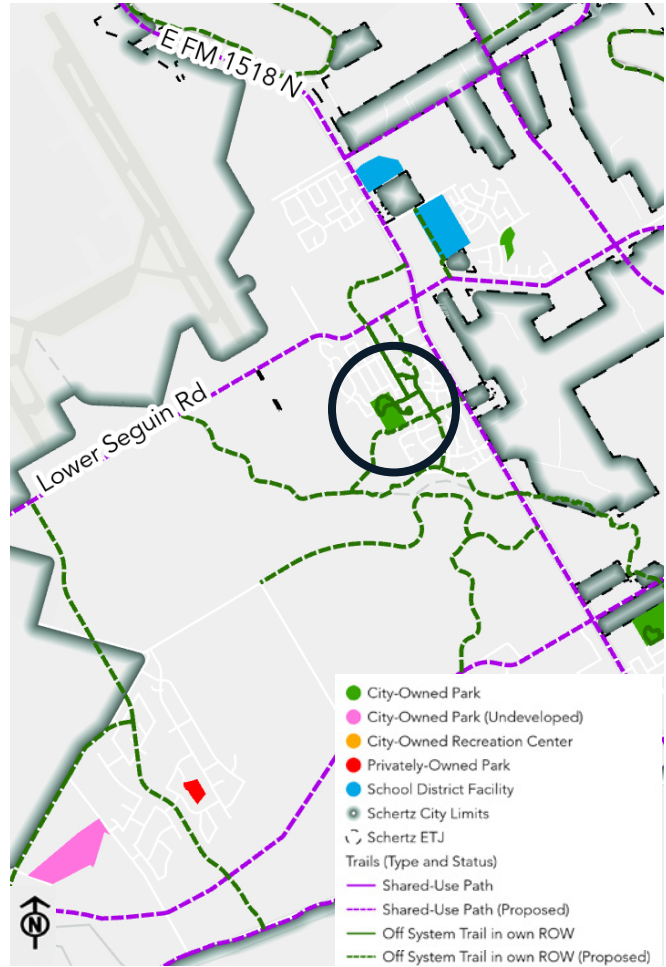 E FM 1518 N
Lower Seguin Rd
City-Owned Park
City-Owned Park (Undeveloped)
City-Owned Recreation Center
Privately-Owned Park
School District Facility
Schertz City Limits
Schertz ETJ
Trails (Type and Status)
Shared-Use Path
Shared-Use Path (Proposed)
Off System Trail in own ROW
Off System Trail in own ROW (Proposed)
N